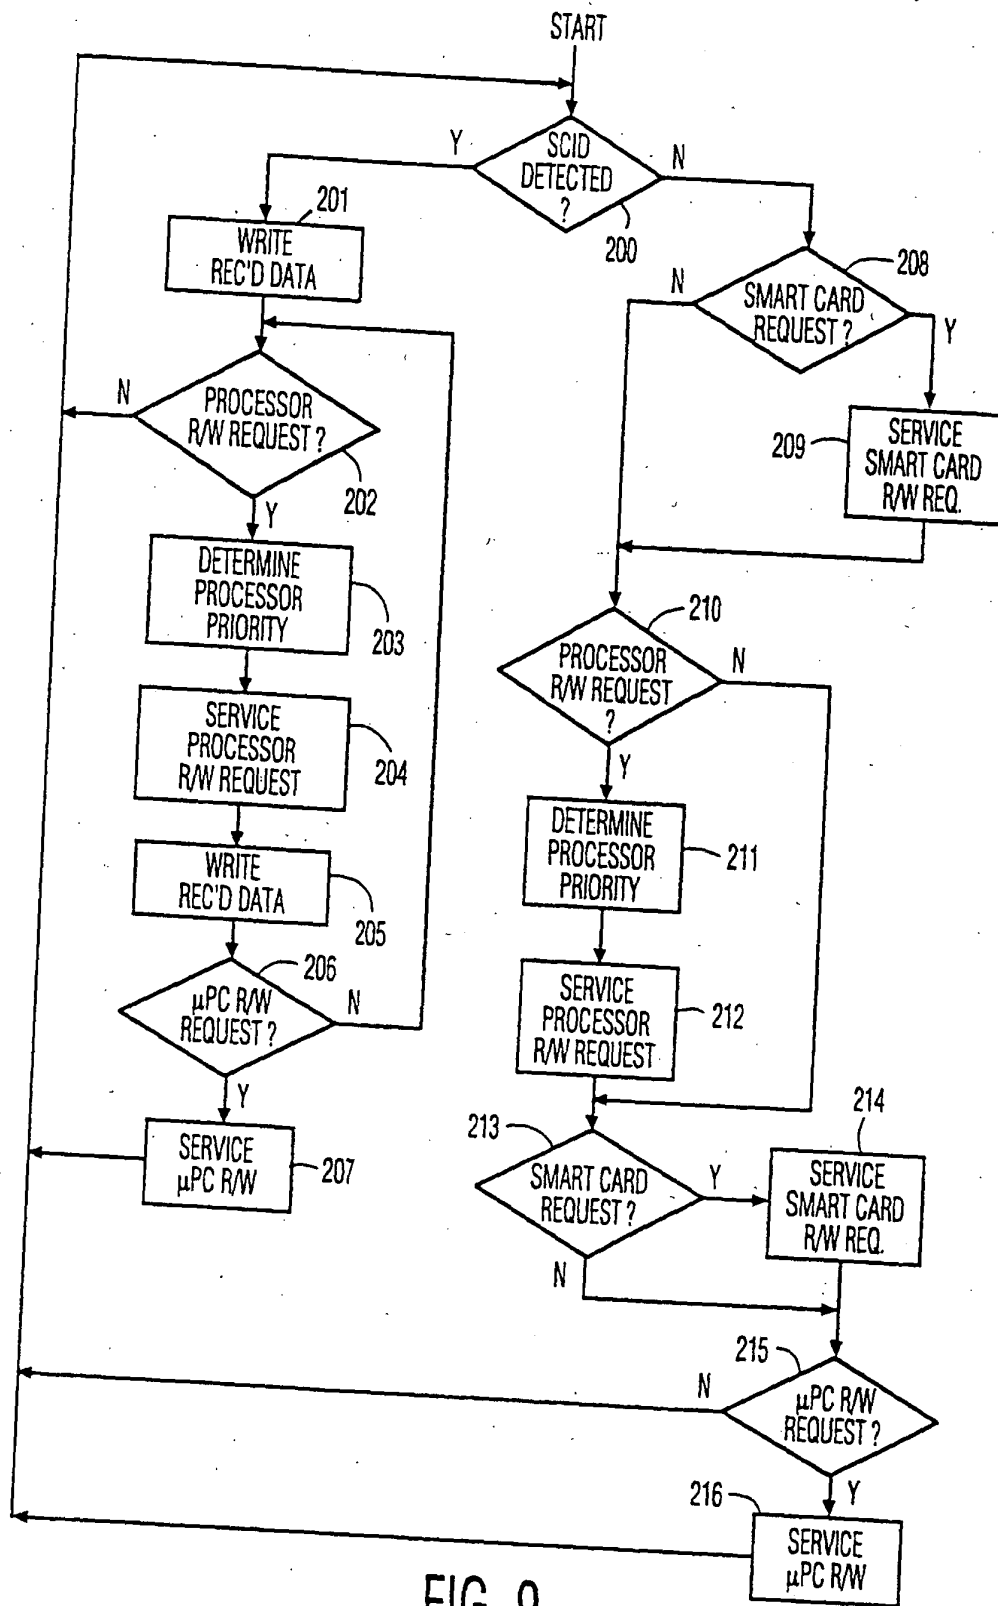 START
SCID
DETECTED
?
Y
N
200
201
WRITE
REC'D DATA
PROCESSOR
R/W REQUEST ?
N
202
Y
DETERMINE
PROCESSOR
PRIORITY
203
SERVICE
PROCESSOR
R/W REQUEST
204
WRITE
REC'D DATA
205
206
μPC R/W
REQUEST ?
N
Y
SERVICE
μPC R/W
207
208
N
SMART CARD
REQUEST ?
Y
209
SERVICE
SMART CARD
R/W REQ.
210
PROCESSOR
R/W REQUEST
?
N
Y
DETERMINE
PROCESSOR
PRIORITY
211
SERVICE
PROCESSOR
R/W REQUEST
212
213
SMART CARD
REQUEST ?
Y
N
214
SERVICE
SMART CARD
R/W REQ.
215
N
μPC R/W
REQUEST ?
Y
216
SERVICE
μPC R/W
FIG. 9